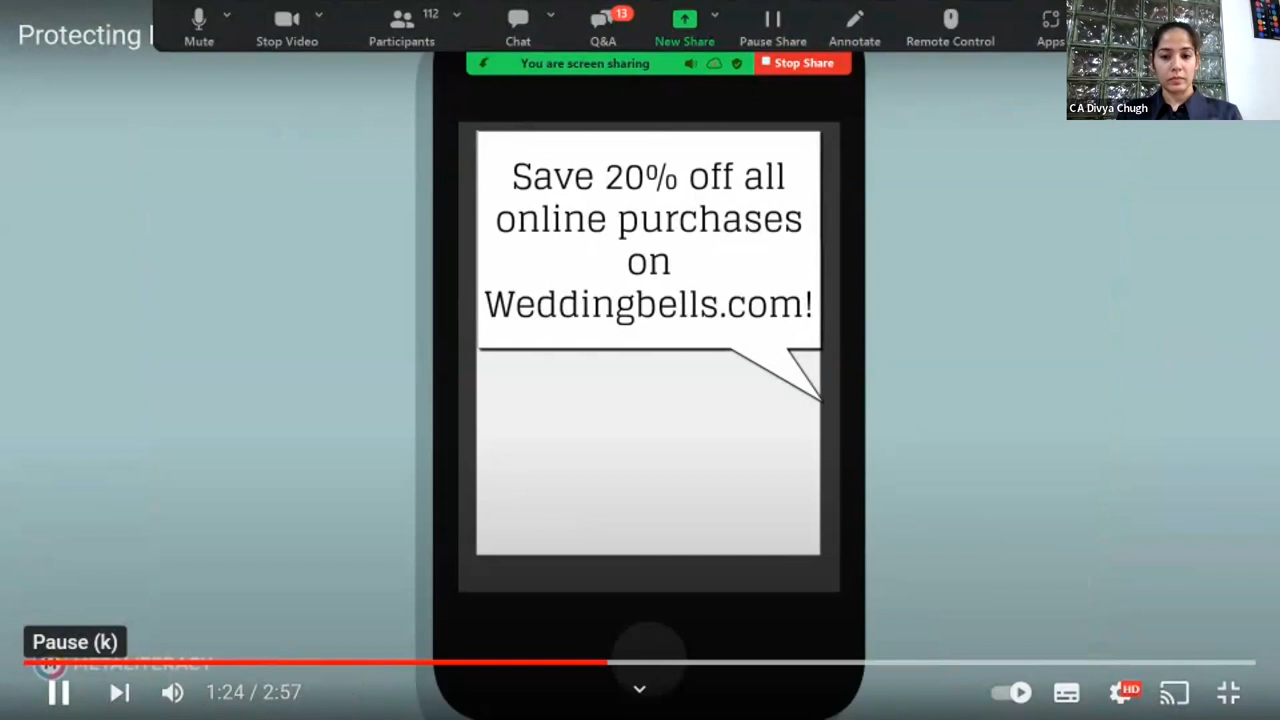 Protecting
Mute
Stop Video
112
Participants
Chat
13
Q&A
New Share
Pause Share
Annotate
Remote Control
Apps
You are screen sharing
Stop Share
CA Divya Chugh
Save 20% off all
online purchases
on
Weddingbells.com!
Pause (k)
METALITERACY
1:24 / 2:57
HD